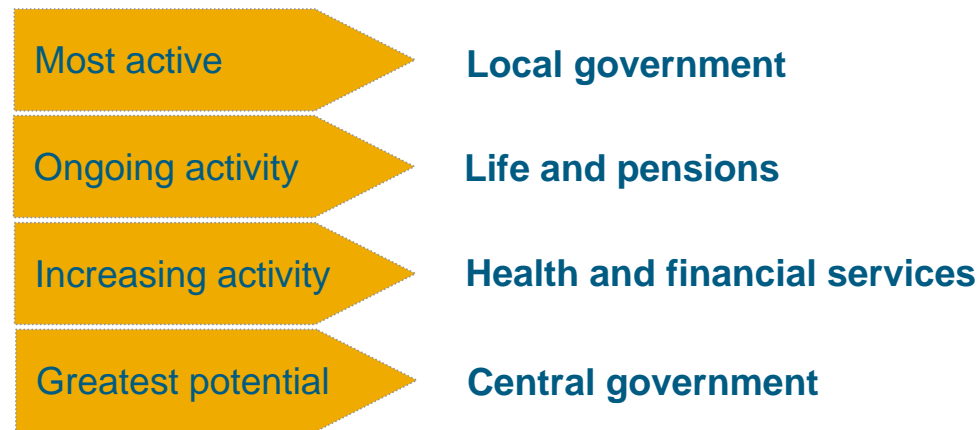 Most active Local government
Ongoing activity Life and pensions
Increasing activity Health and financial services
Greatest potential Central government